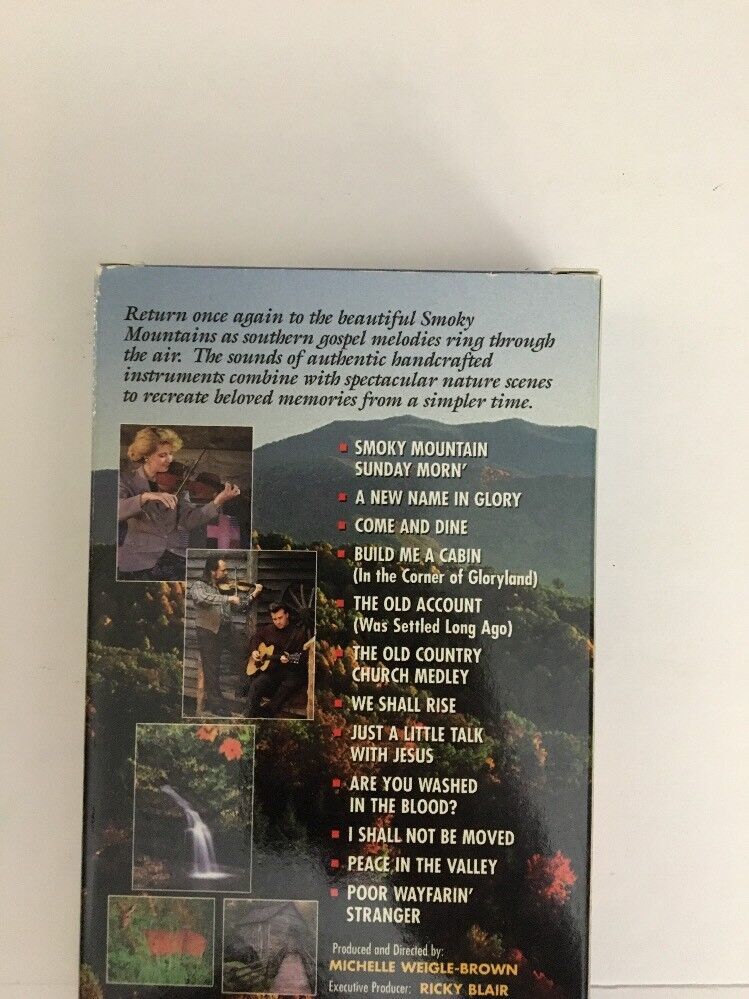 Return once again to the beautiful Smoky
Mountains as southern gospel melodies ring through
the air. The sounds of authentic handcrafted
instruments combine with spectacular nature scenes
to recreate beloved memories from a simpler time.
SMOKY MOUNTAIN
SUNDAY MORN'
A NEW NAME IN GLORY
COME AND DINE
BUILD ME A CABIN
(In the Corner of Gloryland)
THE OLD ACCOUNT
(Was Settled Long Ago)
THE OLD COUNTRY
CHURCH MEDLEY
WE SHALL RISE
JUST A LITTLE TALK
WITH JESUS
ARE YOU WASHED
IN THE BLOOD?
I SHALL NOT BE MOVED
PEACE IN THE VALLEY
POOR WAYFARIN'
STRANGER
Produced and Directed by:
MICHELLE WEIGLE-BROWN
Executive Producer: RICKY BLAIR